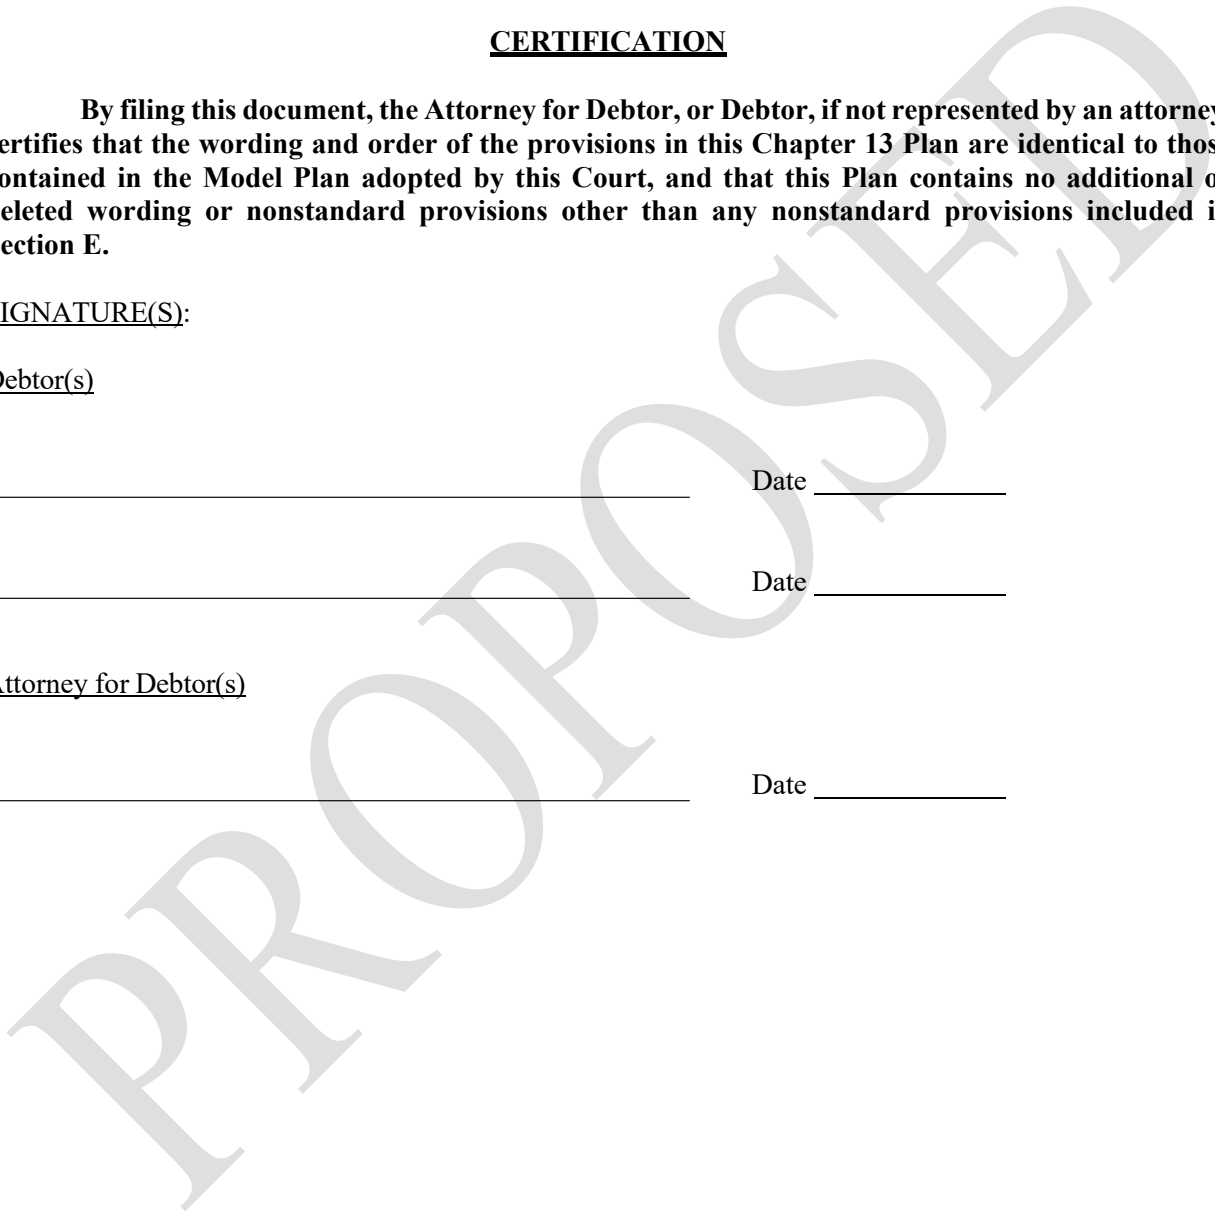 CERTIFICATION
By filing this document, the Attorney for Debtor, or Debtor, if not represented by an attorney
ertifies that the wording and order of the provisions in this Chapter 13 Plan are identical to thos
ontained in the Model Plan adopted by this Court, and that this Plan contains no additional o
eleted wording or nonstandard provisions other than any nonstandard provisions included i
ection E.
IGNATURE(S):
Debtor(s)
Date
Date
Attorney for Debtor(s)
Date
PROPOSED